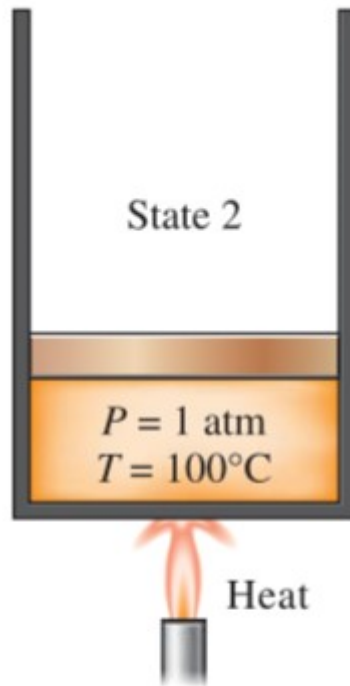 State 2
P = 1 atm
T = 100°C
Heat